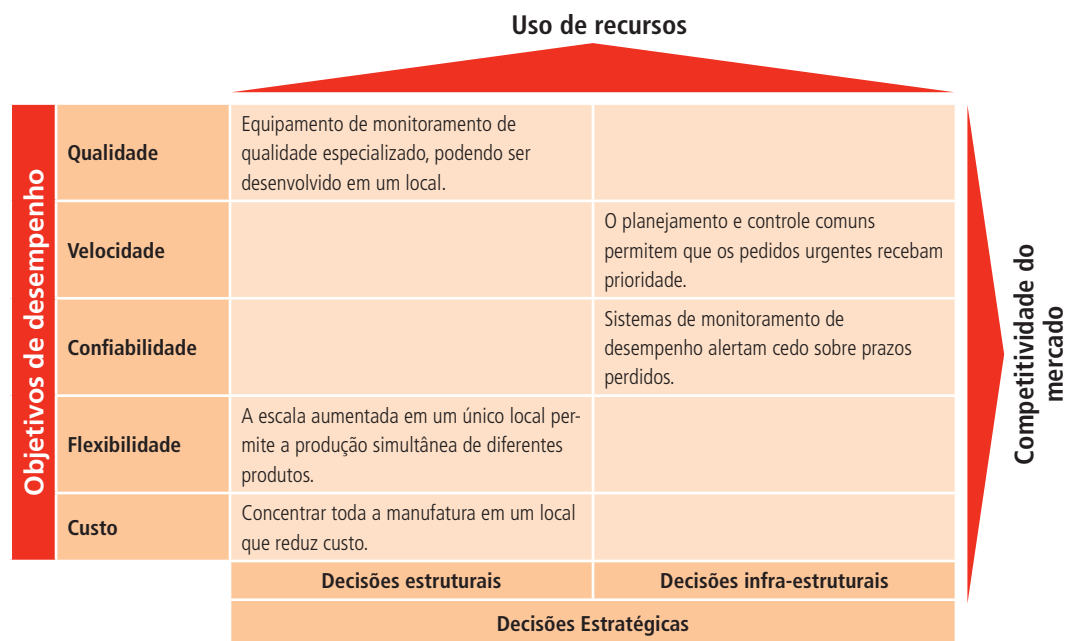 Uso de recursos
Objetivos de desempenho
Qualidade
Equipamento de monitoramento de
qualidade especializado, podendo ser
desenvolvido em um local.
Velocidade
O planejamento e controle comuns
permitem que os pedidos urgentes recebam
prioridade.
Confiabilidade
Sistemas de monitoramento de
desempenho alertam cedo sobre prazos
perdidos.
Flexibilidade
A escala aumentada em um único local per-
mite a produção simultânea de diferentes
produtos.
Custo
Concentrar toda a manufatura em um local
que reduz custo.
Decisões estruturais
Decisões infra-estruturais
Decisões Estratégicas
Competitividade do
mercado